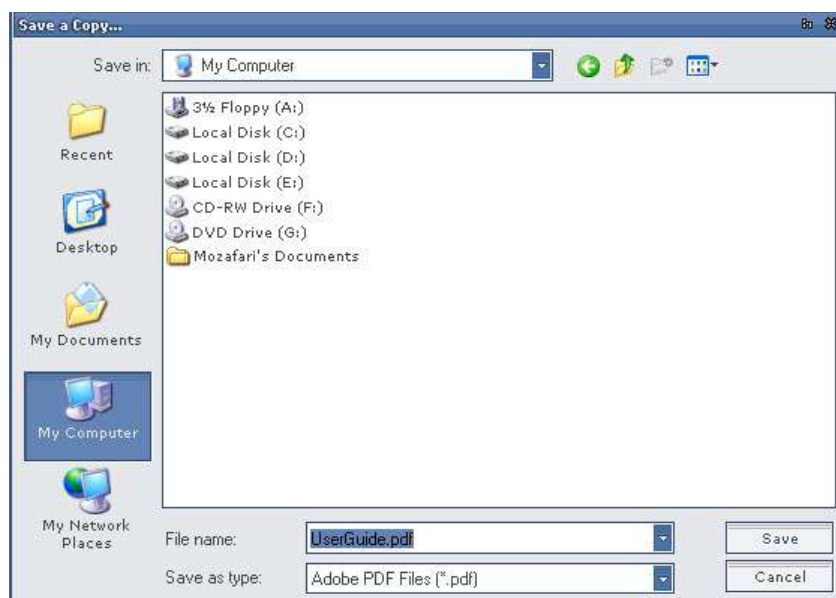 Save a Copy...
Save in:
My Computer
Recent
Desktop
My Documents
My Computer
My Network
Places
3½ Floppy (A:)
Local Disk (C:)
Local Disk (D:)
Local Disk (E:)
CD-RW Drive (F:)
DVD Drive (G:)
Mozafari's Documents
File name:
UserGuide.pdf
Save
Save as type:
Adobe PDF Files (*.pdf)
Cancel